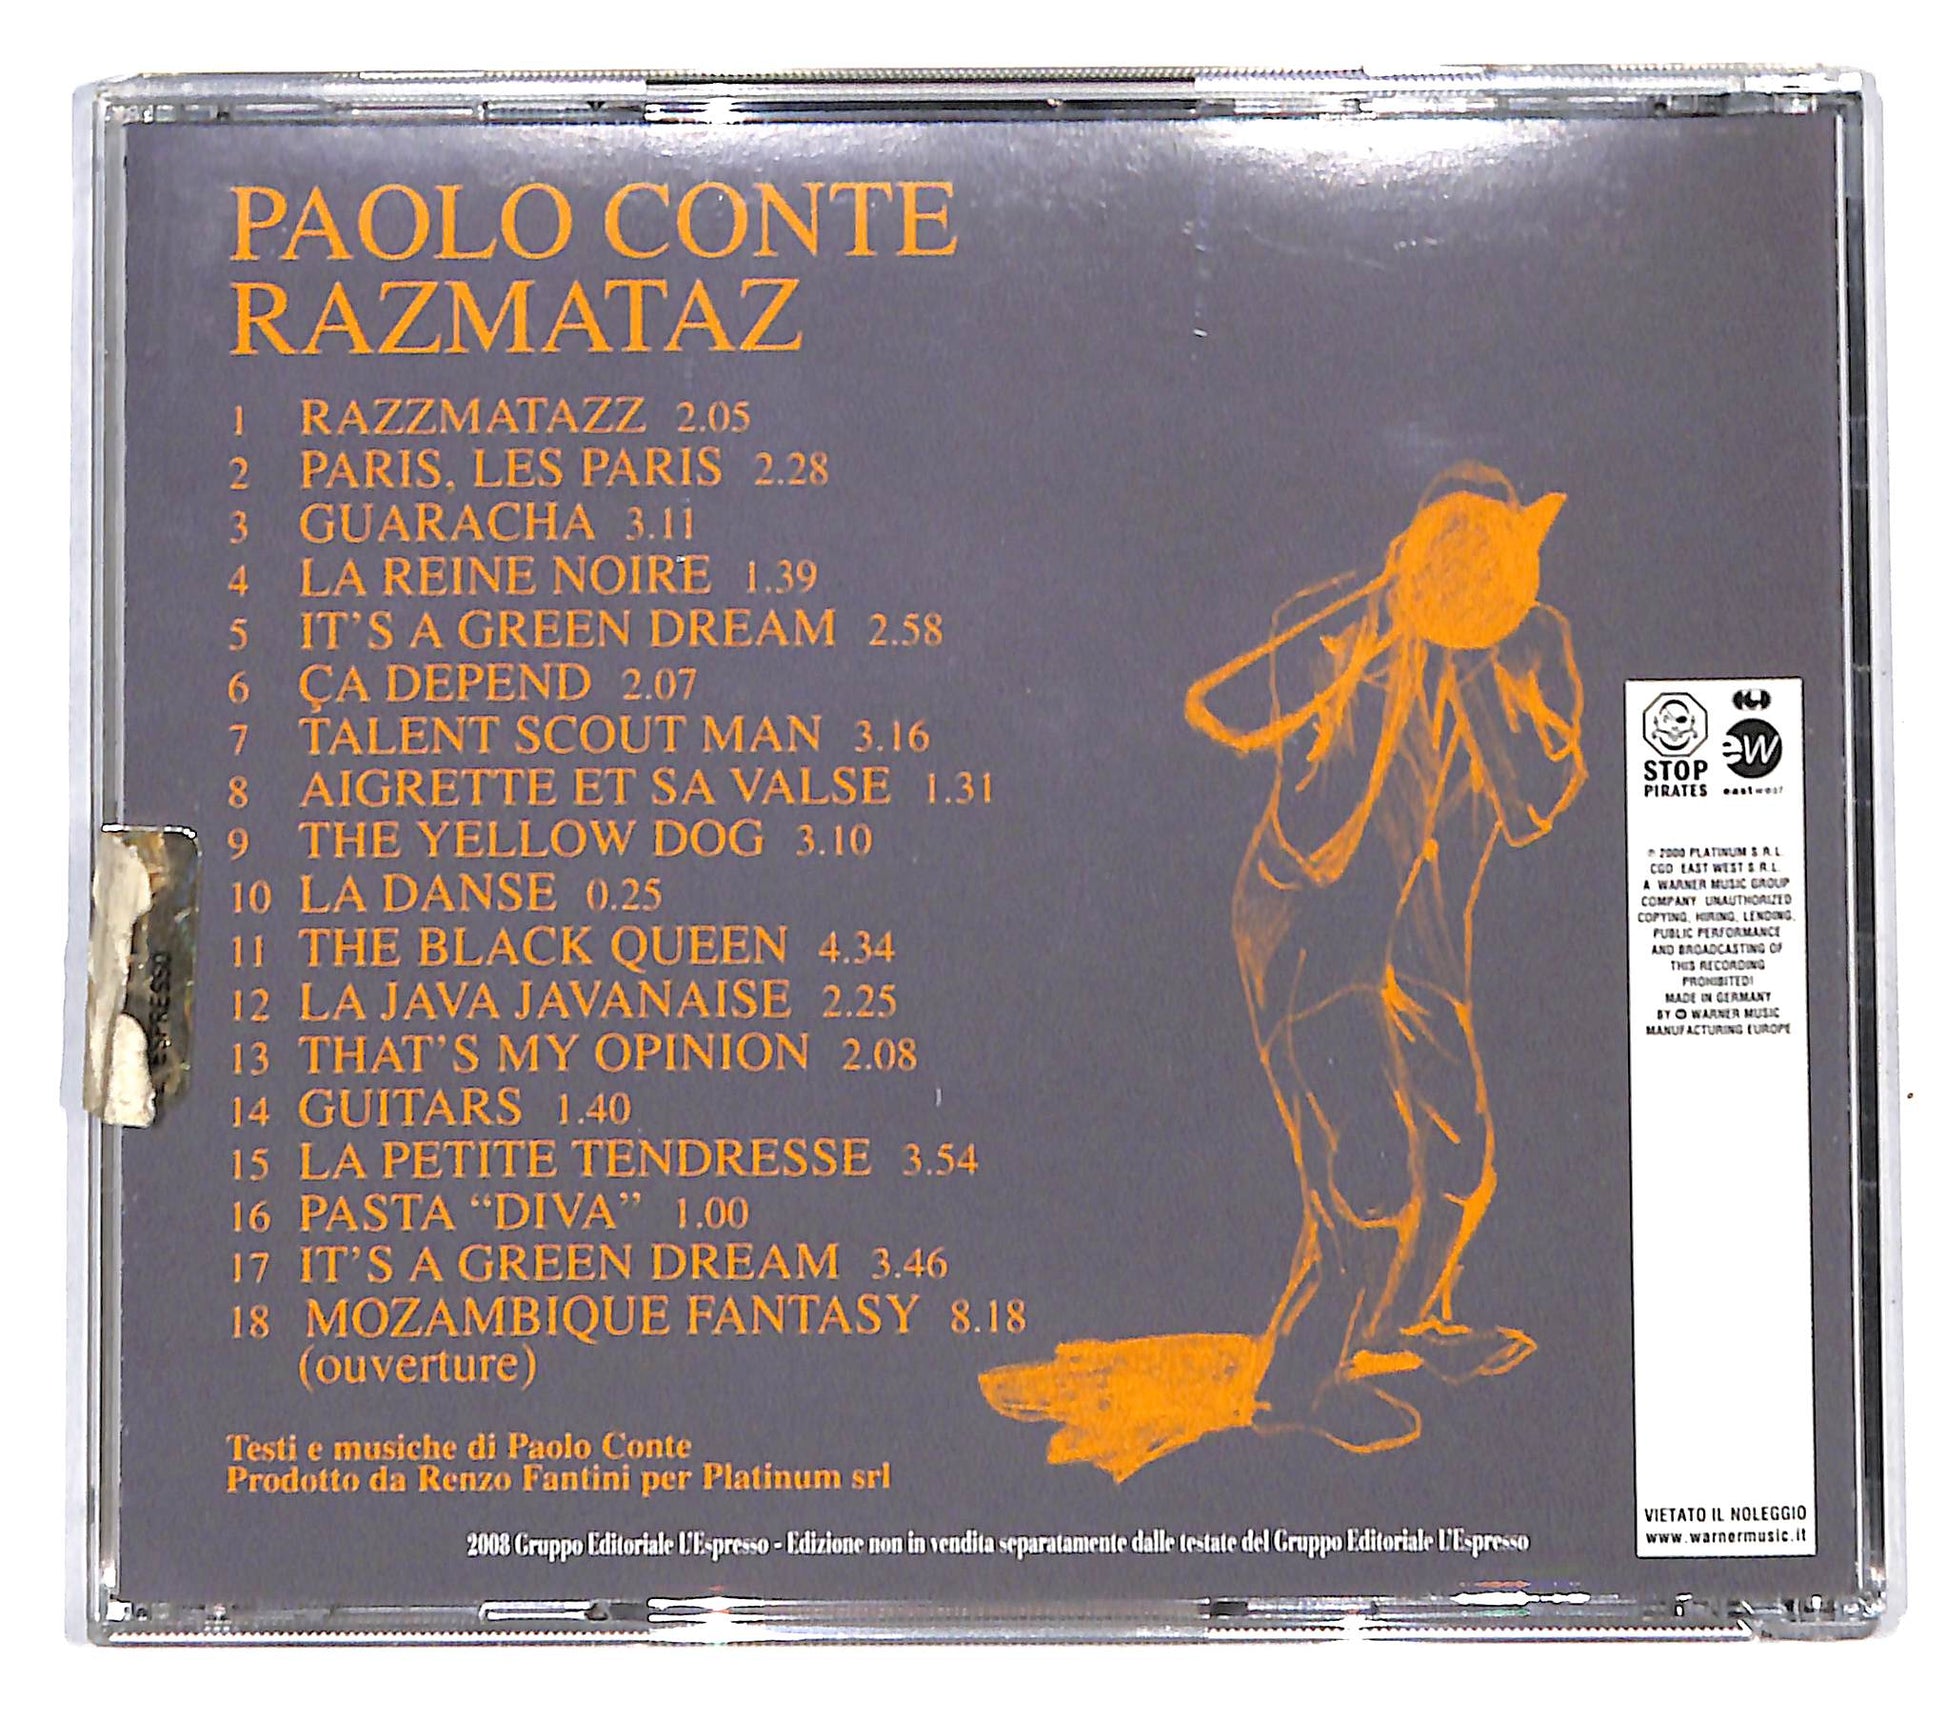 PAOLO CONTE
RAZMATAZ
1 RAZZMATAZZ 2.05
2 PARIS, LES PARIS 2.28
3 GUARACHA 3.11
4 LA REINE NOIRE 1.39
5 IT'S A GREEN DREAM 2.58
6 ÇA DEPEND 2.07
7 TALENT SCOUT MAN 3.16
8 AIGRETTE ET SA VALSE 1.31
9 THE YELLOW DOG 3.10
10 LA DANSE 0.25
11 THE BLACK QUEEN 4.34
12 LA JAVA JAVANAISE 2.25
13 THAT'S MY OPINION 2.08
14 GUITARS 1.40
15 LA PETITE TENDRESSE 3.54
16 PASTA “DIVA” 1.00
17 IT'S A GREEN DREAM 3.46
18 MOZAMBIQUE FANTASY 8.18
(ouverture)
Testi e musiche di Paolo Conte
Prodotto da Renzo Fantini per Platinum srl
2008 Gruppo Editoriale L'Espresso - Edizione non in vendita separatamente dalle testate del Gruppo Editoriale L'Espresso
STOP
PIRATES
ew
eastwest
℗ 2000 PLATINUM S.R.L.
CGD EAST WEST S.R.L.
A WARNER MUSIC GROUP
COMPANY UNAUTHORIZED
COPYING, HIRING, LENDING,
PUBLIC PERFORMANCE
AND BROADCASTING OF
THIS RECORDING
PROHIBITED!
MADE IN GERMANY
BY WARNER MUSIC
MANUFACTURING EUROPE
VIETATO IL NOLEGGIO
www.warnermusic.it
ESPRESSO